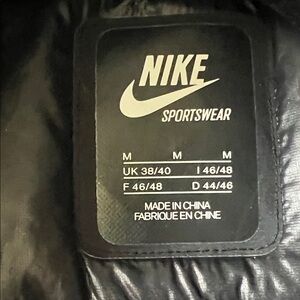 NIKE
SPORTSWEAR
M M M
UK 38/40 I 46/48
F 46/48 D 44/46
MADE IN CHINA
FABRIQUE EN CHINE